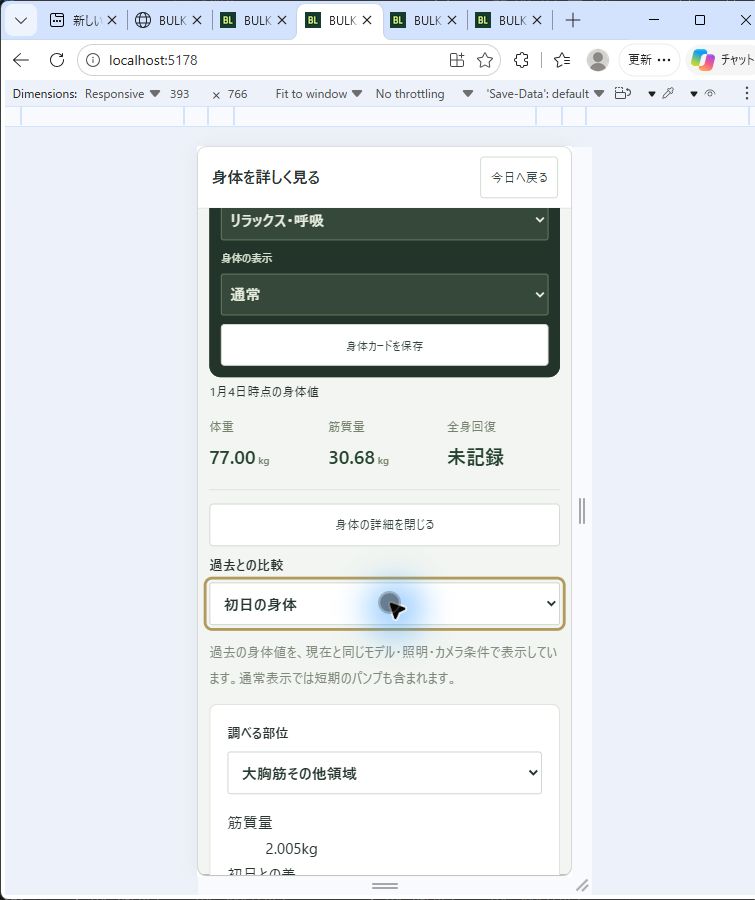 新しい
BULK
BL BULK
BL BULK
BL BULK
BL BULK
localhost:5178
更新
チャット
Dimensions: Responsive 393 × 766 Fit to window No throttling 'Save-Data': default
身体を詳しく見る
今日へ戻る
リラックス・呼吸
身体の表示
通常
身体カードを保存
1月4日時点の身体値
体重 筋質量 全身回復
77.00 kg 30.68 kg 未記録
身体の詳細を閉じる
過去との比較
初日の身体
過去の身体値を、現在と同じモデル・照明・カメラ条件で表示してい
ます。通常表示では短期のパンプも含まれます。
調べる部位
大胸筋その他領域
筋質量
2.005kg
初日との差